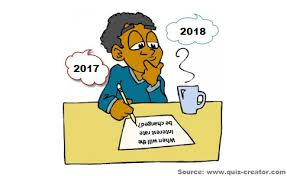 2018
2017
When will the
Interest rate
be changed?
Source: www.quiz-creator.com